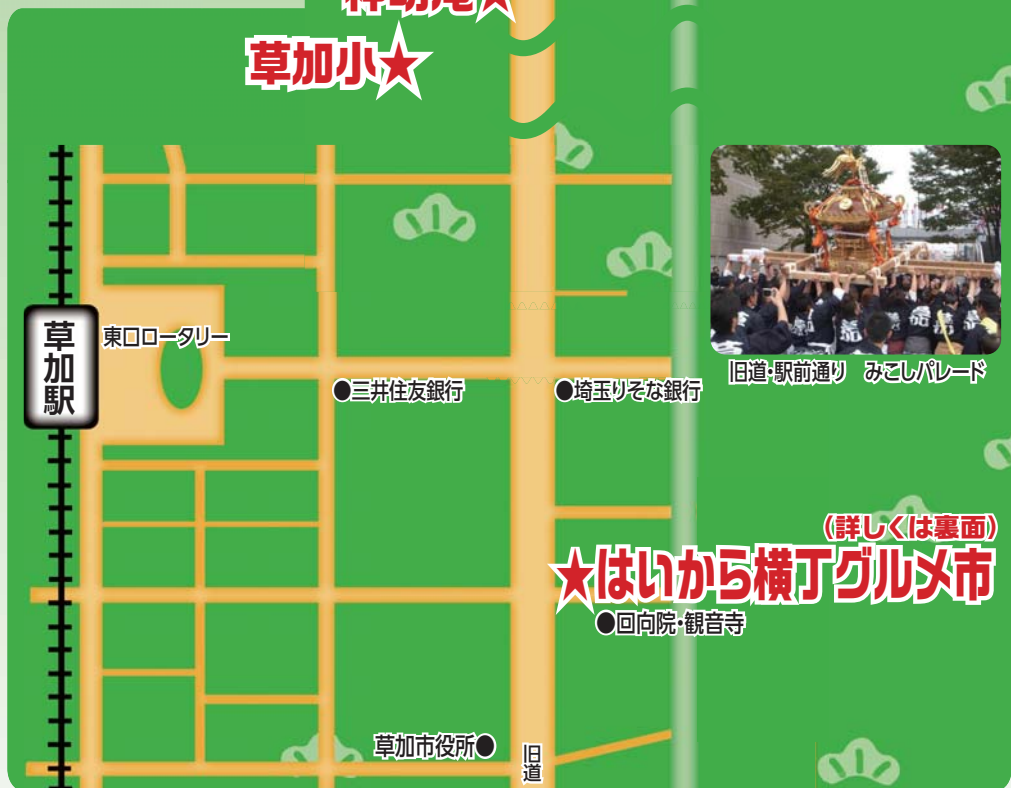 神明庵★
草加小★
草加駅
東口ロータリー
●三井住友銀行
●埼玉りそな銀行
旧道・駅前通り　みこしパレード
（詳しくは裏面）
★はいから横丁グルメ市
●回向院・観音寺
草加市役所●
旧道